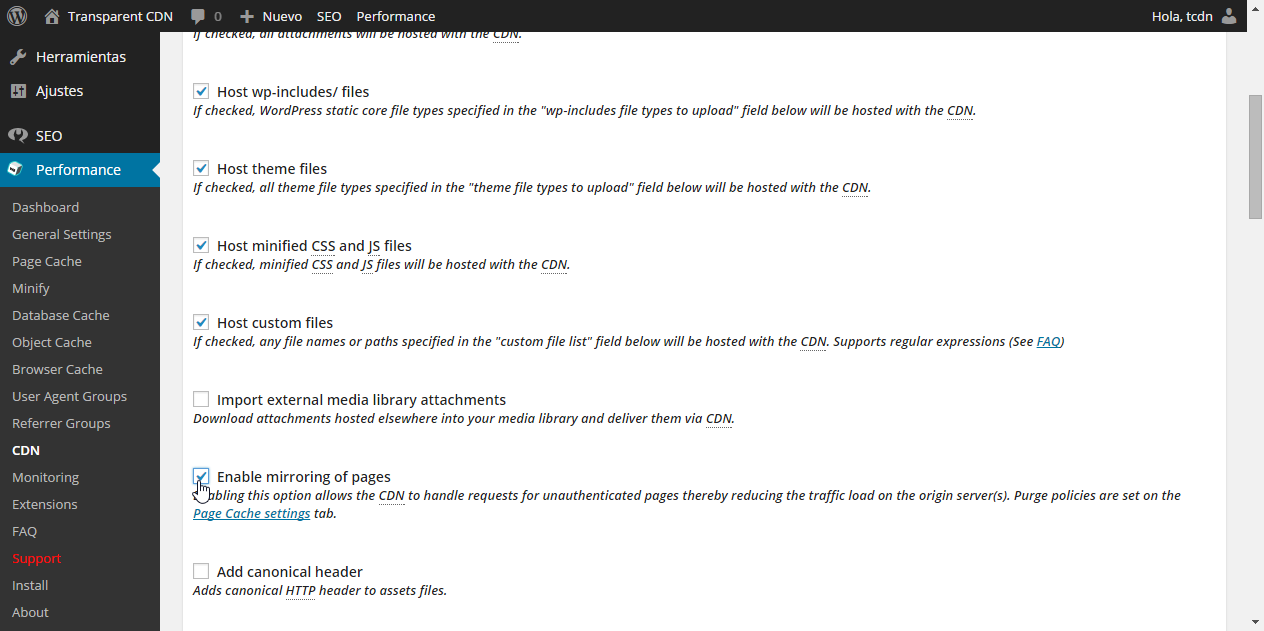 Transparent CDN 0 Nuevo SEO Performance Hola, tcdn
Herramientas
Ajustes
SEO
Performance
Dashboard
General Settings
Page Cache
Minify
Database Cache
Object Cache
Browser Cache
User Agent Groups
Referrer Groups
CDN
Monitoring
Extensions
FAQ
Support
Install
About
If checked, all attachments will be hosted with the CDN.
Host wp-includes/ files
If checked, WordPress static core file types specified in the "wp-includes file types to upload" field below will be hosted with the CDN.
Host theme files
If checked, all theme file types specified in the "theme file types to upload" field below will be hosted with the CDN.
Host minified CSS and JS files
If checked, minified CSS and JS files will be hosted with the CDN.
Host custom files
If checked, any file names or paths specified in the "custom file list" field below will be hosted with the CDN. Supports regular expressions (See FAQ)
Import external media library attachments
Download attachments hosted elsewhere into your media library and deliver them via CDN.
Enable mirroring of pages
Enabling this option allows the CDN to handle requests for unauthenticated pages thereby reducing the traffic load on the origin server(s). Purge policies are set on the
Page Cache settings tab.
Add canonical header
Adds canonical HTTP header to assets files.